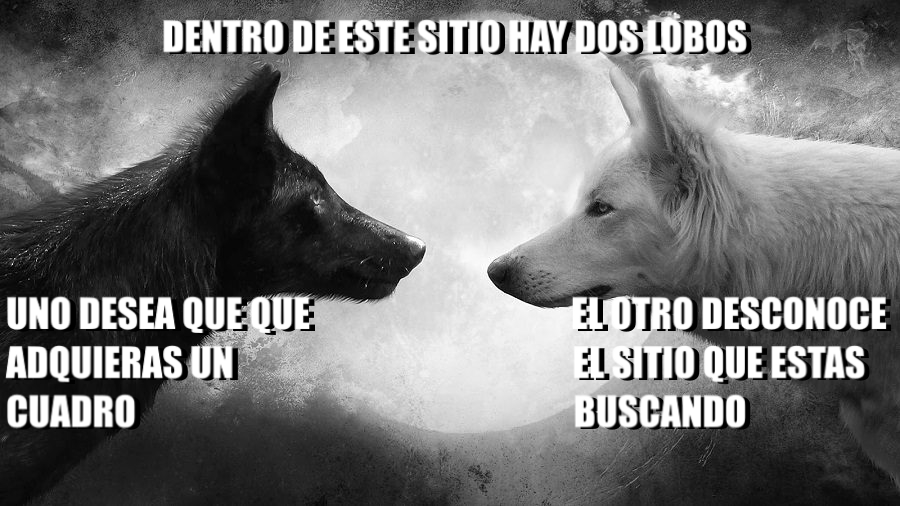 DENTRO DE ESTE SITIO HAY DOS LOBOS
UNO DESEA QUE QUE
ADQUIERAS UN
CUADRO
EL OTRO DESCONOCE
EL SITIO QUE ESTAS
BUSCANDO